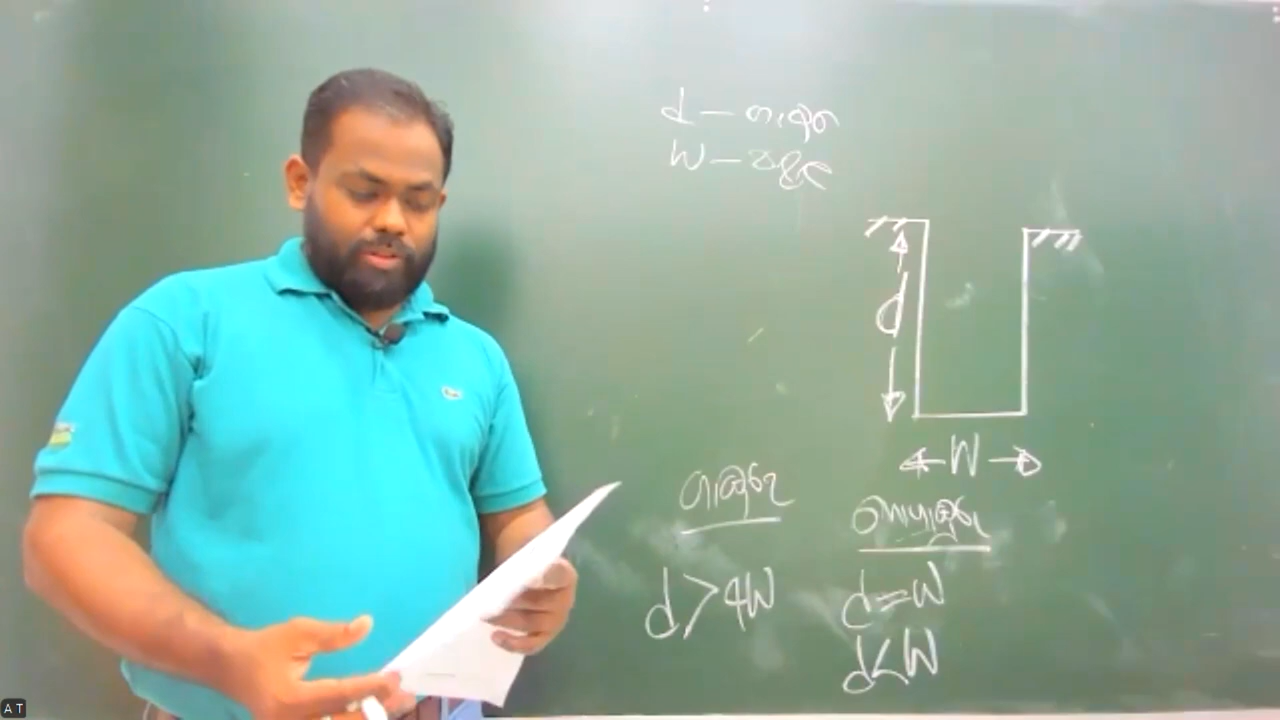 d – ගැඹුර
W – පළල
d
W
ගැඹුරු
නොගැඹුරු
d > 4W
d = W
d < W
A T